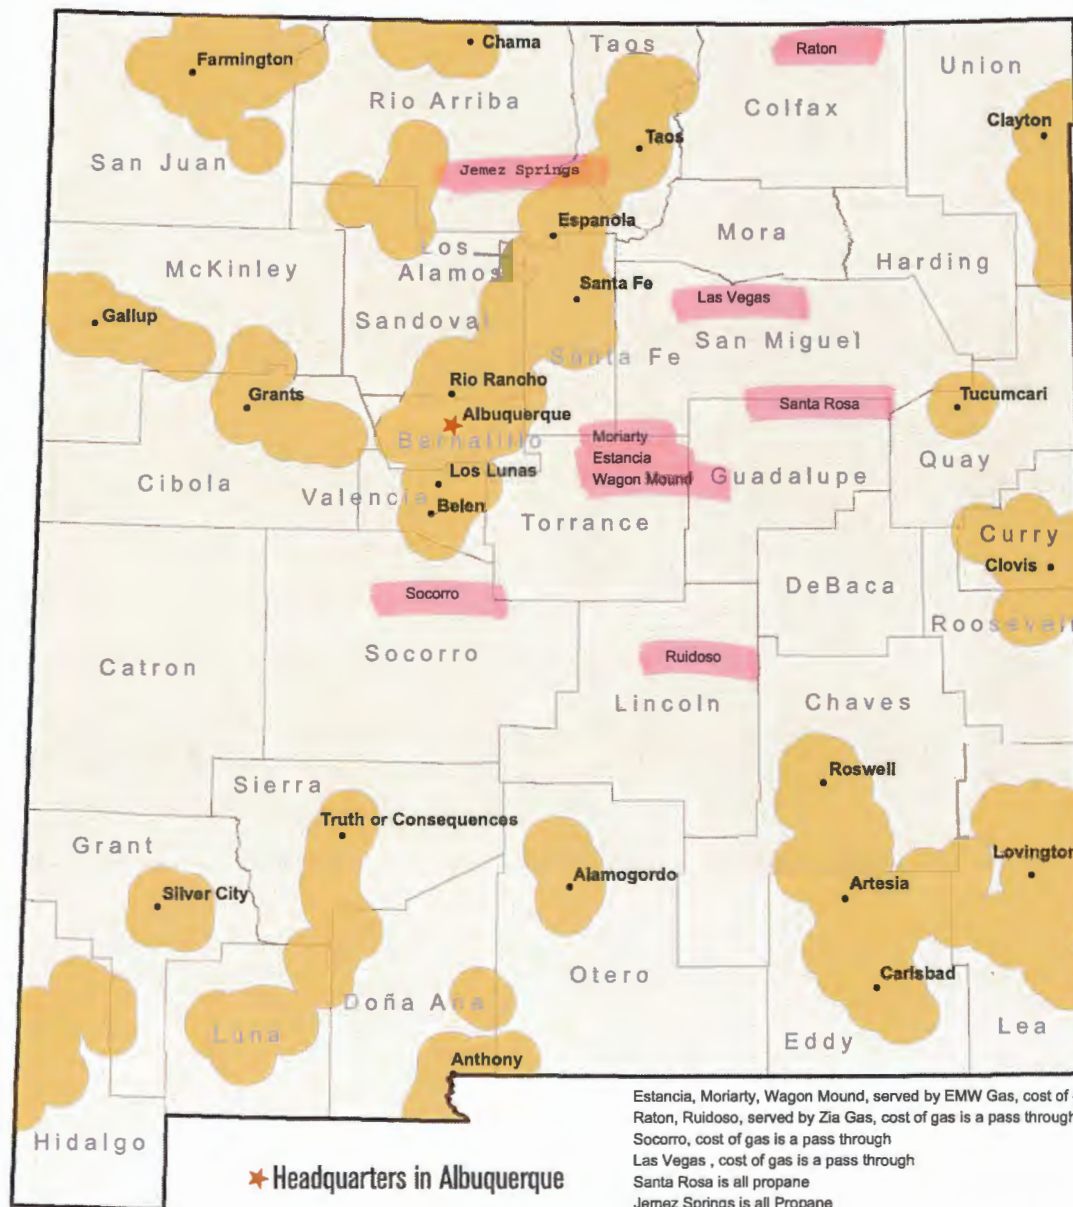 Taos
Chama
Raton
Farmington
Union
Rio Arriba
Colfax
Clayton
Taos
San Juan
Jemez Springs
Espanola
Mora
Los
Alamos
Harding
McKinley
Santa Fe
Las Vegas
Gallup
Sandoval
San Miguel
Santa Fe
Rio Rancho
Grants
Tucumcari
Santa Rosa
Albuquerque
Bernalillo
Moriarty
Estancia
Wagon Mound
Quay
Los Lunas
Guadalupe
Cibola
Valencia
Belen
Torrance
Curry
Clovis
DeBaca
Socorro
Roosevelt
Socorro
Ruidoso
Catron
Lincoln
Chaves
Roswell
Sierra
Truth or Consequences
Grant
Lovington
Alamogordo
Artesia
Silver City
Otero
Carlsbad
Doña Ana
Luna
Lea
Eddy
Anthony
Hidalgo
Estancia, Moriarty, Wagon Mound, served by EMW Gas, cost of
Raton, Ruidoso, served by Zia Gas, cost of gas is a pass through
Socorro, cost of gas is a pass through
Las Vegas , cost of gas is a pass through
Santa Rosa is all propane
Jemez Springs is all Propane
Headquarters in Albuquerque